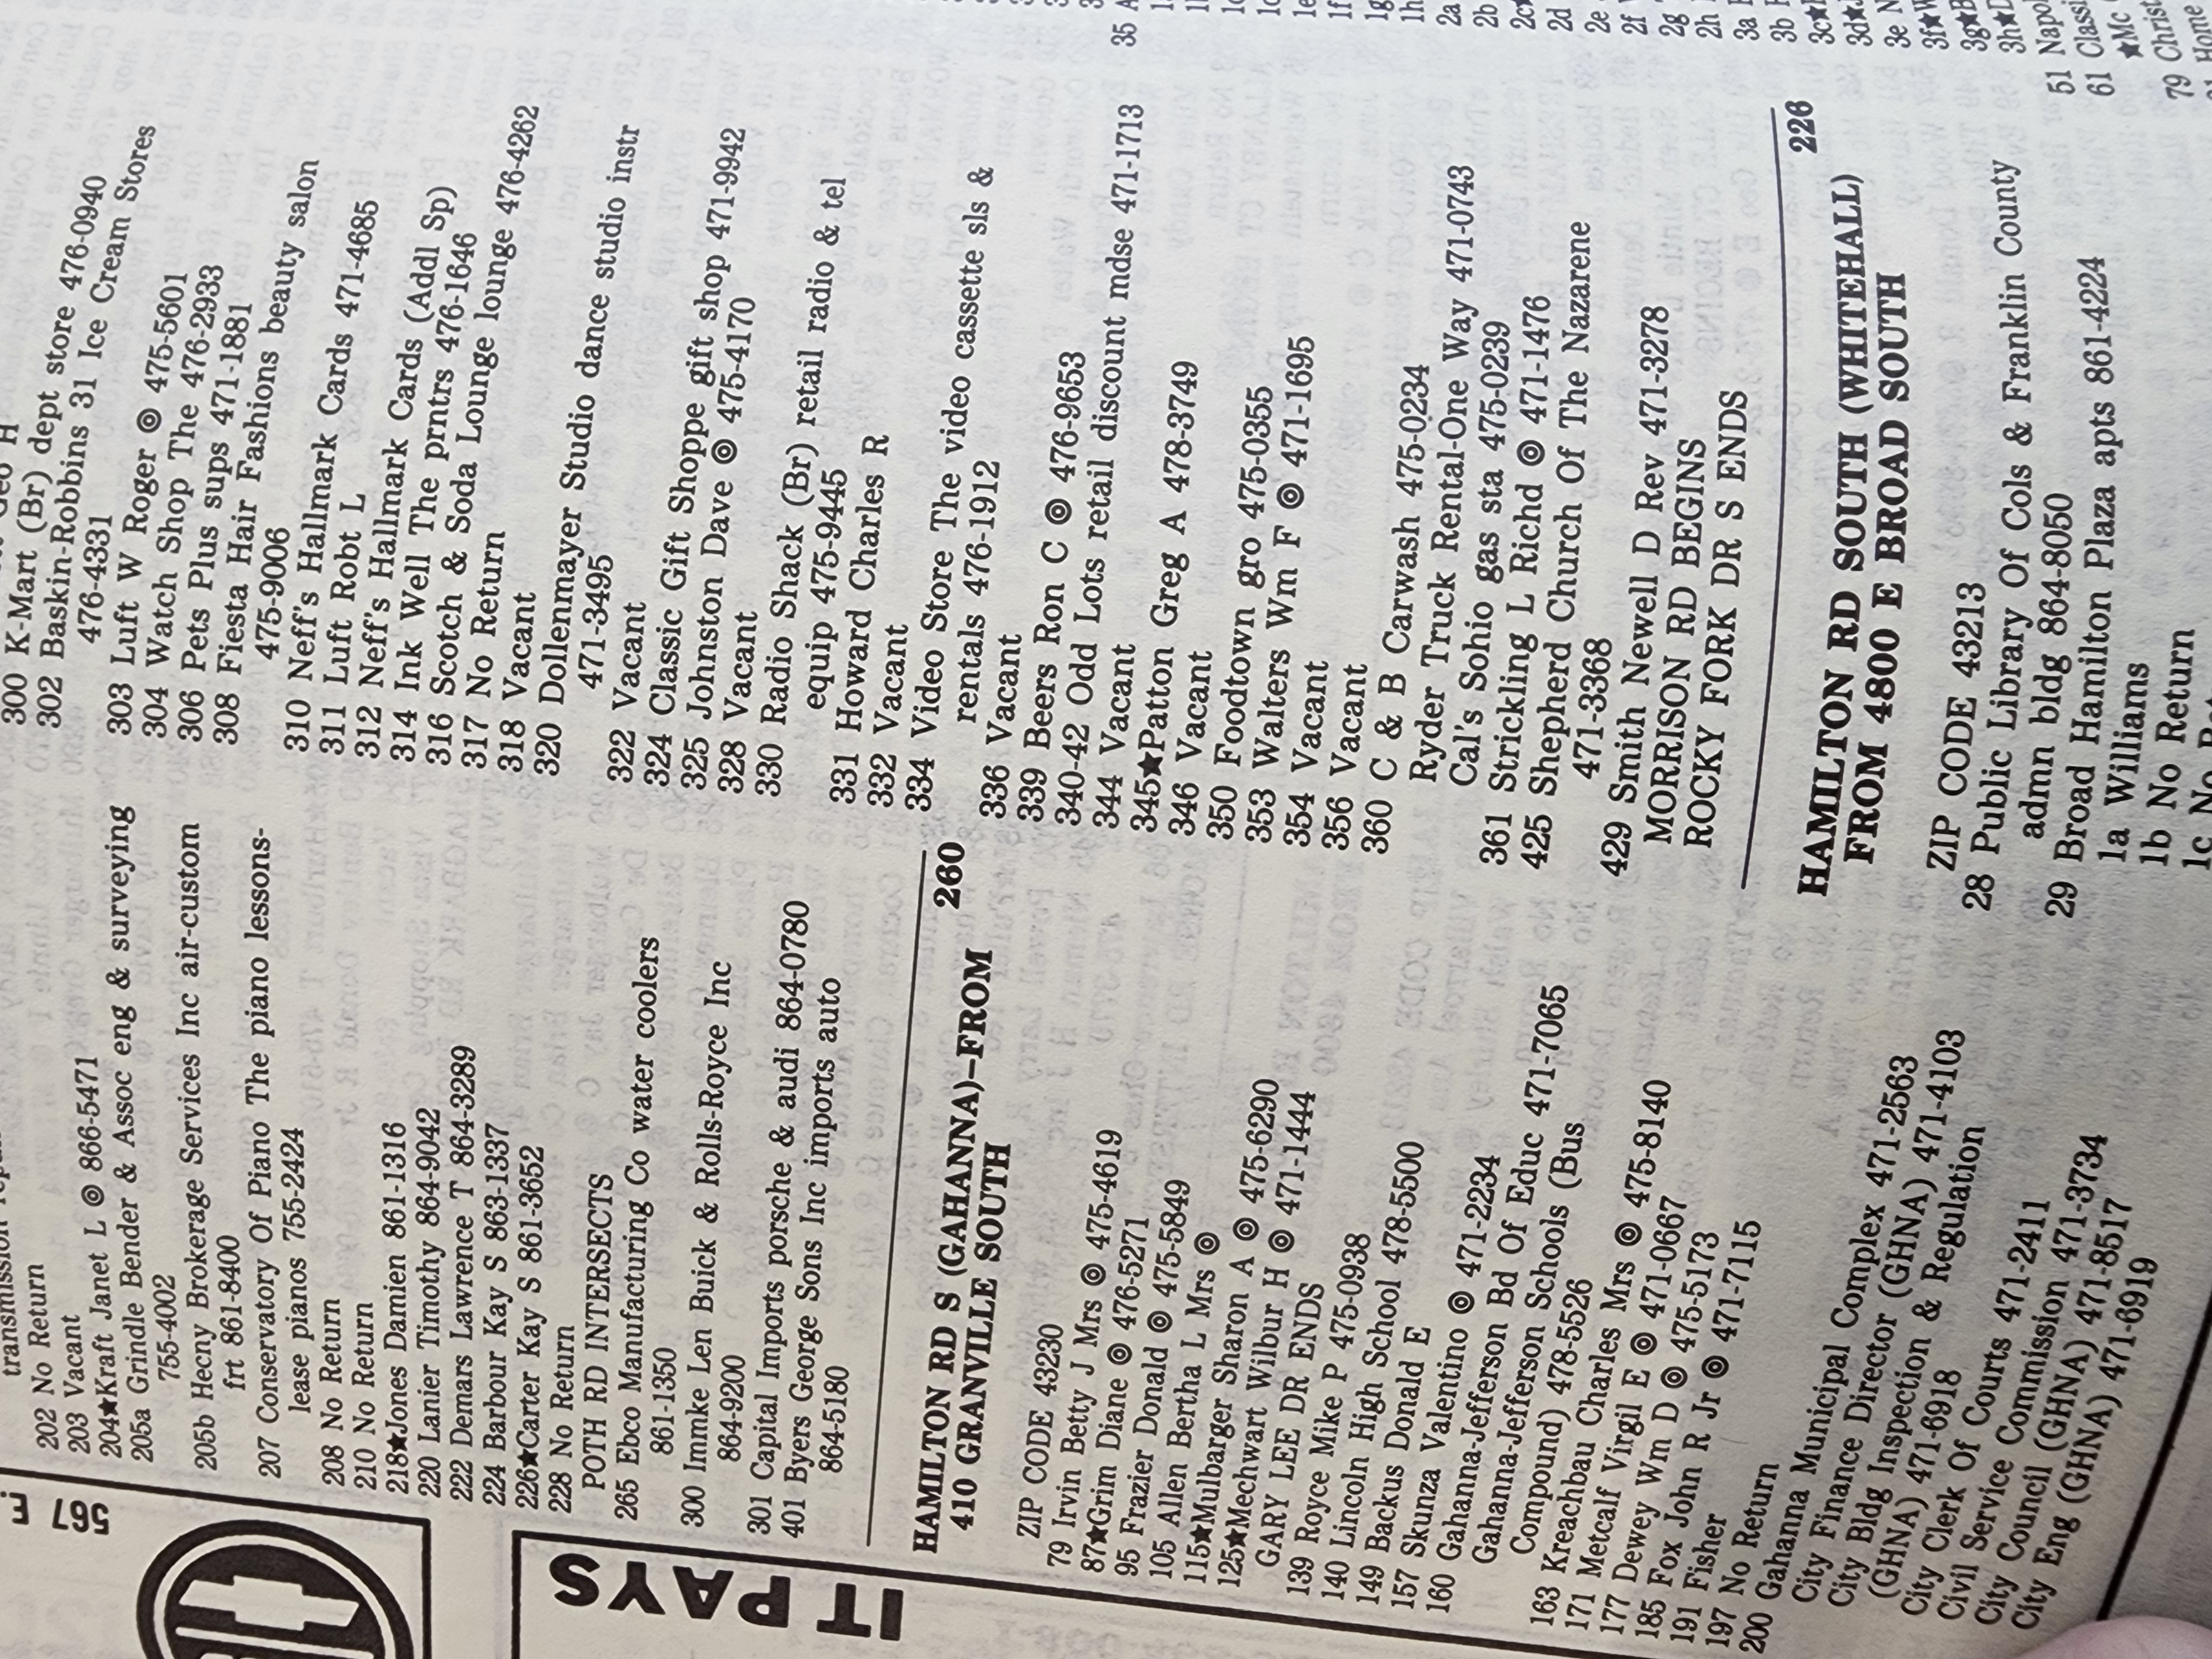 567 E.
IT PAYS
202 No Return
203 Vacant
204★Kraft Janet L ⦾ 866-5471
205a Grindle Bender & Assoc eng & surveying
755-4002
205b Hecny Brokerage Services Inc air-custom
frt 861-8400
207 Conservatory Of Piano The piano lessons-
lease pianos 755-2424
208 No Return
210 No Return
218★Jones Damien 861-1316
220 Lanier Timothy 864-9042
222 Demars Lawrence T 864-3289
224 Barbour Kay S 863-1337
226★Carter Kay S 861-3652
228 No Return
POTH RD INTERSECTS
265 Ebco Manufacturing Co water coolers
861-1350
300 Immke Len Buick & Rolls-Royce Inc
864-9200
301 Capital Imports porsche & audi 864-0780
401 Byers George Sons Inc imports auto
864-5180
260
HAMILTON RD S (GAHANNA)–FROM
410 GRANVILLE SOUTH
ZIP CODE 43230
79 Irvin Betty J Mrs ⦾ 475-4619
87★Grim Diane ⦾ 476-5271
95 Frazier Donald ⦾ 475-5849
105 Allen Bertha L Mrs ⦾
115★Mulbarger Sharon A ⦾ 475-6290
125★Mechwart Wilbur H ⦾ 471-1444
GARY LEE DR ENDS
139 Royce Mike P 475-0938
140 Lincoln High School 478-5500
149 Backus Donald E
157 Skunza Valentino ⦾ 471-2234
160 Gahanna-Jefferson Bd Of Educ 471-7065
Gahanna-Jefferson Schools (Bus
Compound) 478-5526
163 Kreachbau Charles Mrs ⦾ 475-8140
171 Metcalf Virgil E ⦾ 471-0667
177 Dewey Wm D ⦾ 475-5173
185 Fox John R Jr ⦾ 471-7115
191 Fisher
197 No Return
200 Gahanna Municipal Complex 471-2563
City Finance Director (GHNA) 471-4103
City Bldg Inspection & Regulation
(GHNA) 471-6918
City Clerk Of Courts 471-2411
Civil Service Commission 471-3734
City Council (GHNA) 471-8517
City Eng (GHNA) 471-6919
300 K-Mart (Br) dept store 476-0940
302 Baskin-Robbins 31 Ice Cream Stores
476-4331
303 Luft W Roger ⦾ 475-5601
304 Watch Shop The 476-2933
306 Pets Plus sups 471-1881
308 Fiesta Hair Fashions beauty salon
475-9006
310 Neff's Hallmark Cards 471-4685
311 Luft Robt L
312 Neff's Hallmark Cards (Addl Sp)
314 Ink Well The prntrs 476-1646
316 Scotch & Soda Lounge lounge 476-4262
317 No Return
318 Vacant
320 Dollenmayer Studio dance studio instr
471-3495
322 Vacant
324 Classic Gift Shoppe gift shop 471-9942
325 Johnston Dave ⦾ 475-4170
328 Vacant
330 Radio Shack (Br) retail radio & tel
equip 475-9445
331 Howard Charles R
332 Vacant
334 Video Store The video cassette sls &
rentals 476-1912
336 Vacant
339 Beers Ron C ⦾ 476-9653
340-42 Odd Lots retail discount mdse 471-1713
344 Vacant
345★Patton Greg A 478-3749
346 Vacant
350 Foodtown gro 475-0355
353 Walters Wm F ⦾ 471-1695
354 Vacant
356 Vacant
360 C & B Carwash 475-0234
Ryder Truck Rental-One Way 471-0743
Cal's Sohio gas sta 475-0239
361 Strickling L Richd ⦾ 471-1476
425 Shepherd Church Of The Nazarene
471-3368
429 Smith Newell D Rev 471-3278
MORRISON RD BEGINS
ROCKY FORK DR S ENDS
226
HAMILTON RD SOUTH (WHITEHALL)
FROM 4800 E BROAD SOUTH
ZIP CODE 43213
28 Public Library Of Cols & Franklin County
admn bldg 864-8050
29 Broad Hamilton Plaza apts 861-4224
1a Williams
1b No Return
1c No
35
1h
2a
2b
2d
2e
2f
2g
2h
3a
3b
3e N
51 Napol
61 Classi
★Mc
79 Christ
Home